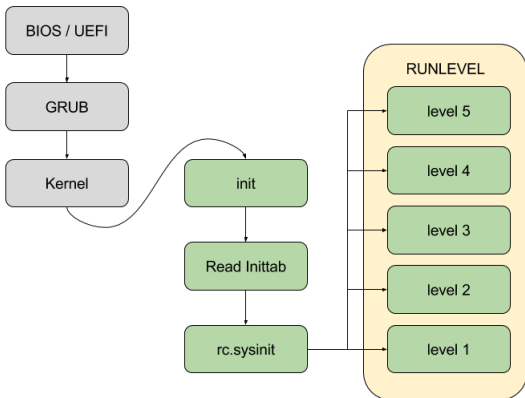 BIOS / UEFI
GRUB
Kernel
init
Read Inittab
rc.sysinit
RUNLEVEL
level 5
level 4
level 3
level 2
level 1